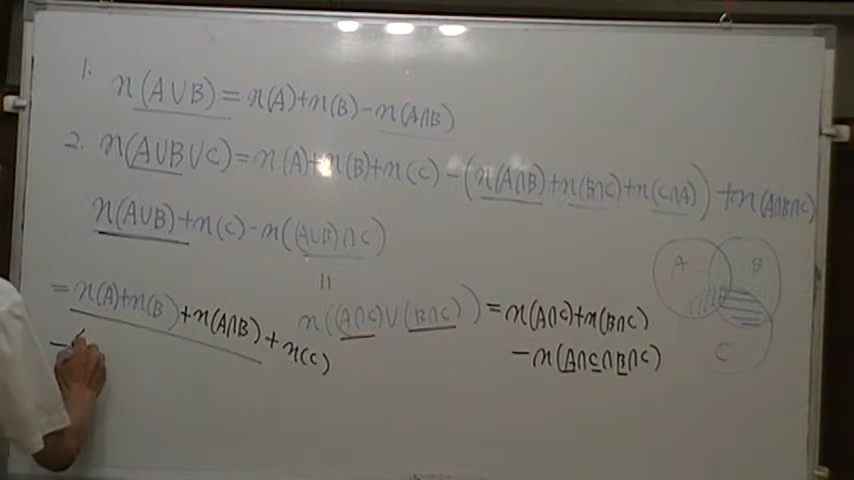 1. n(A∪B)=n(A)+n(B)-n(A∩B)
2. n(A∪B∪C)=n(A)+n(B)+n(C)-(n(A∩B)+n(B∩C)+n(C∩A))+n(A∩B∩C)
n(A∪B)+n(C)-n((A∪B)∩C)
=n(A)+n(B)+n(A∩B)+n(C)
n((A∩C)∪(B∩C))=n(A∩C)+n(B∩C)
-n(A∩C∩B∩C)
-(
A
B
C